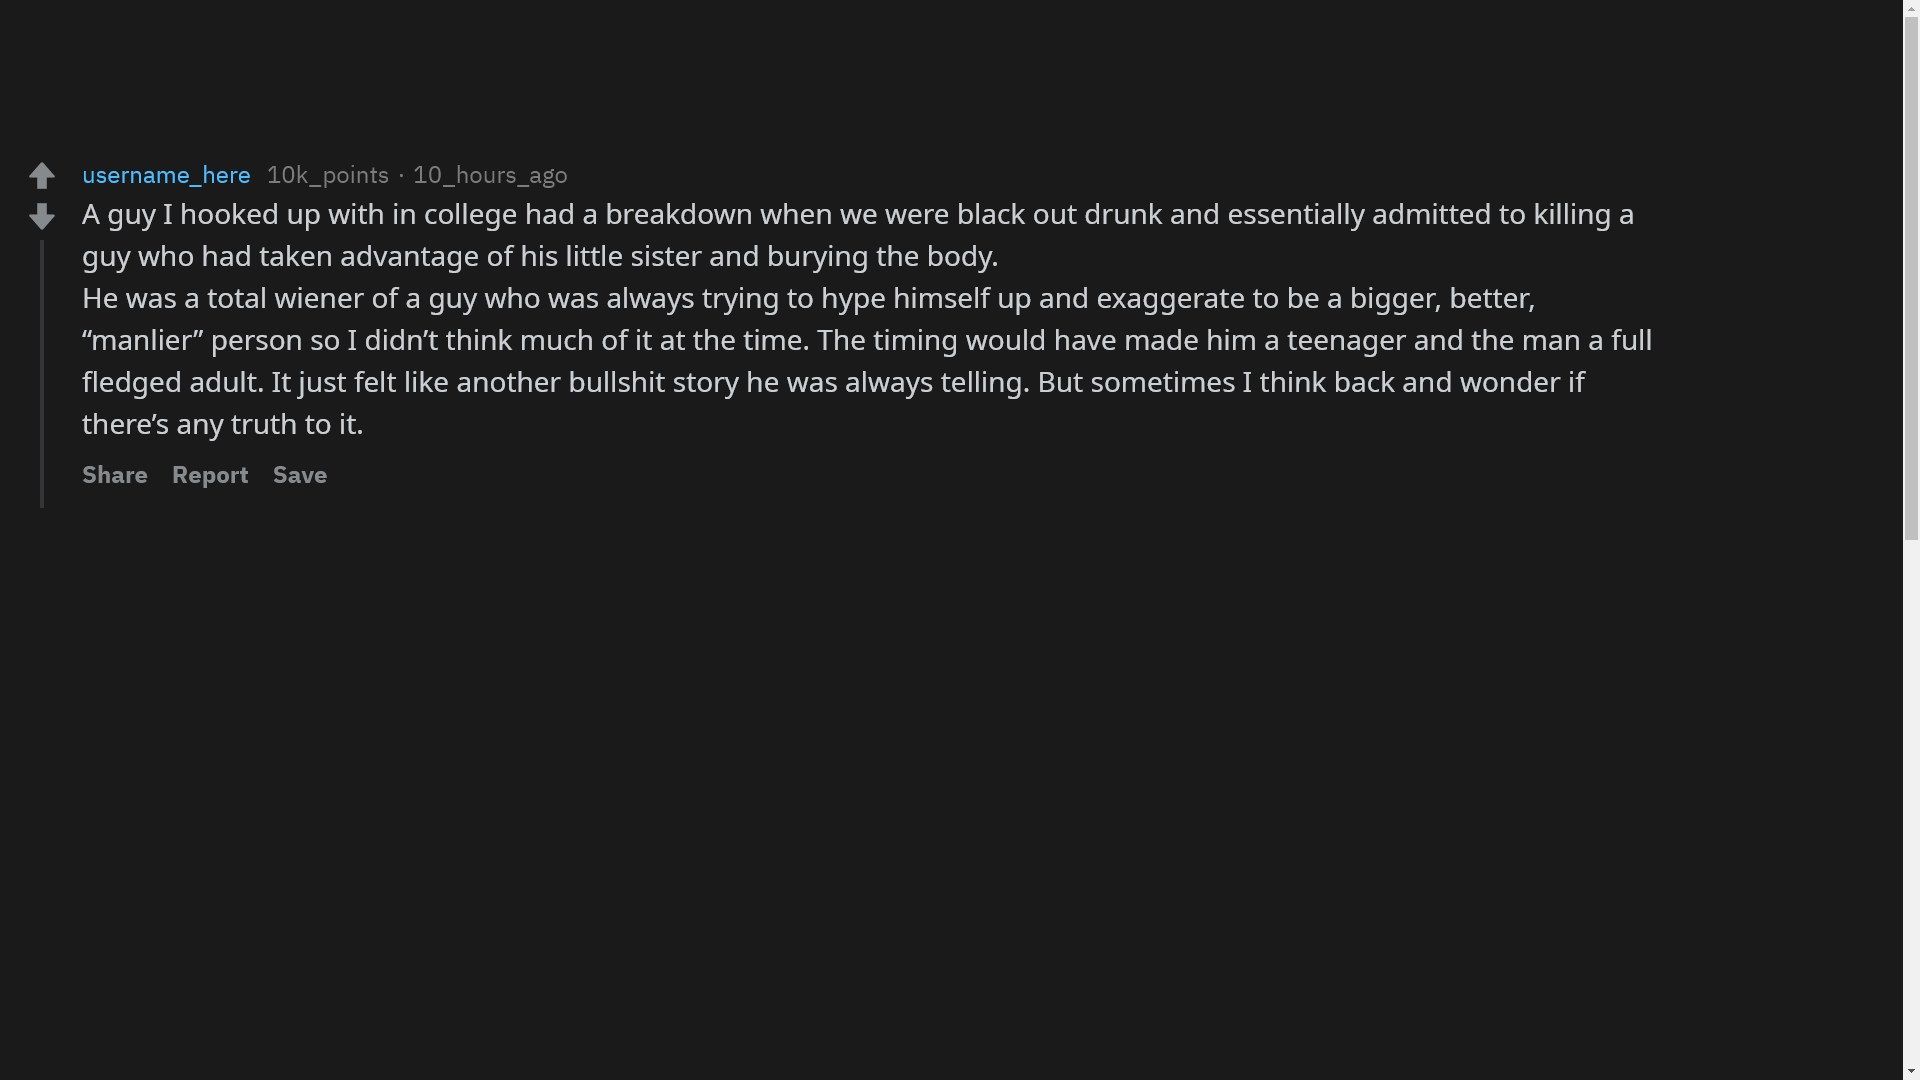 username_here 10k_points · 10_hours_ago
A guy I hooked up with in college had a breakdown when we were black out drunk and essentially admitted to killing a
guy who had taken advantage of his little sister and burying the body.
He was a total wiener of a guy who was always trying to hype himself up and exaggerate to be a bigger, better,
“manlier” person so I didn’t think much of it at the time. The timing would have made him a teenager and the man a full
fledged adult. It just felt like another bullshit story he was always telling. But sometimes I think back and wonder if
there’s any truth to it.
Share Report Save